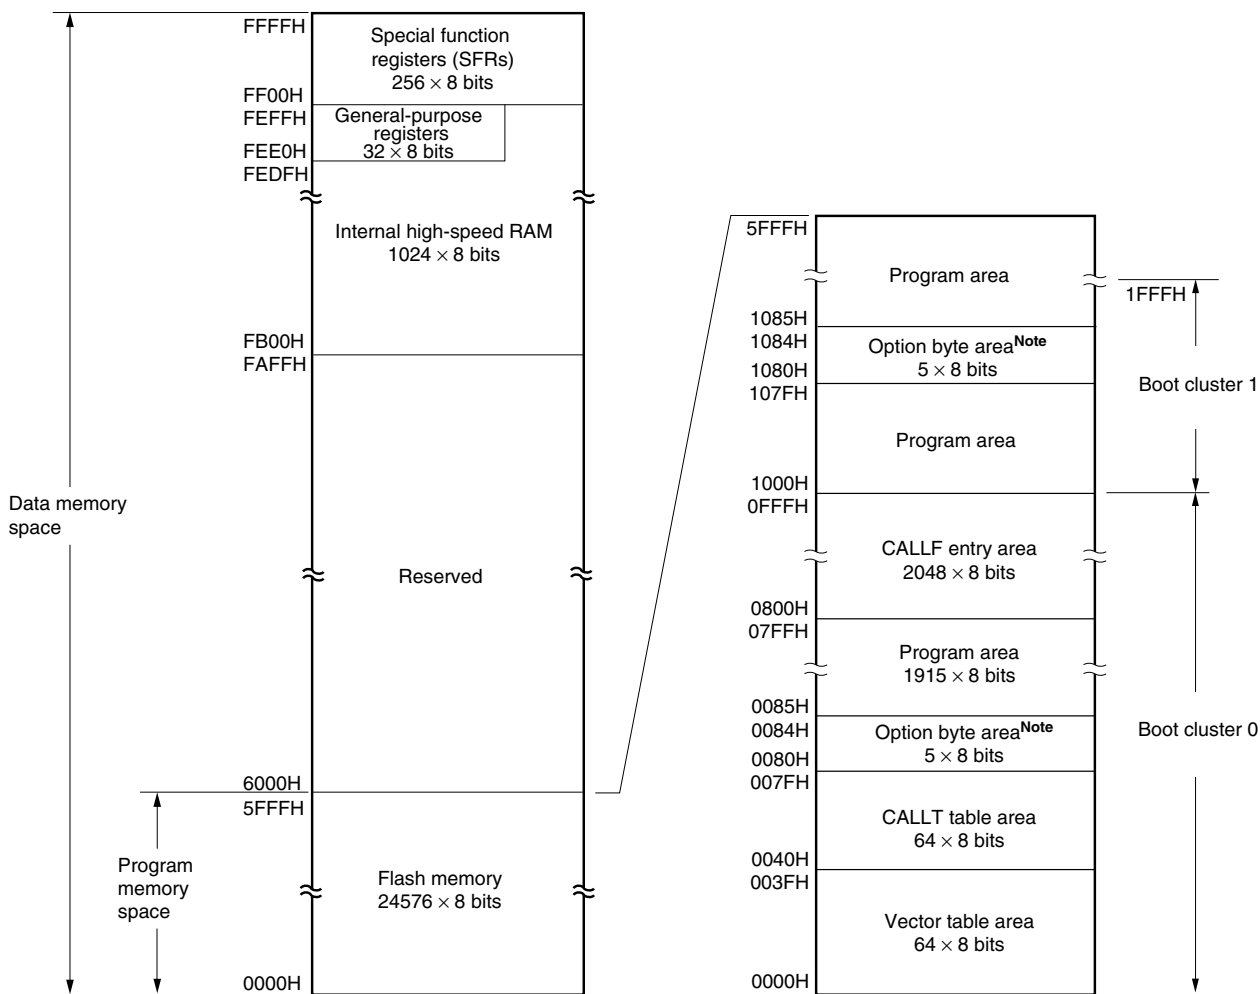 FFFFH
Special function
registers (SFRs)
256 × 8 bits
FF00H
FEFFH
General-purpose
registers
32 × 8 bits
FEE0H
FEDFH
Internal high-speed RAM
1024 × 8 bits
FB00H
FAFFH
Data memory
space
Reserved
6000H
5FFFH
Program
memory
space
Flash memory
24576 × 8 bits
0000H
5FFFH
Program area
1FFFH
1085H
1084H
Option byte areaNote
5 × 8 bits
1080H
107FH
Boot cluster 1
Program area
1000H
0FFFH
CALLF entry area
2048 × 8 bits
0800H
07FFH
Program area
1915 × 8 bits
0085H
0084H
Option byte areaNote
5 × 8 bits
Boot cluster 0
0080H
007FH
CALLT table area
64 × 8 bits
0040H
003FH
Vector table area
64 × 8 bits
0000H